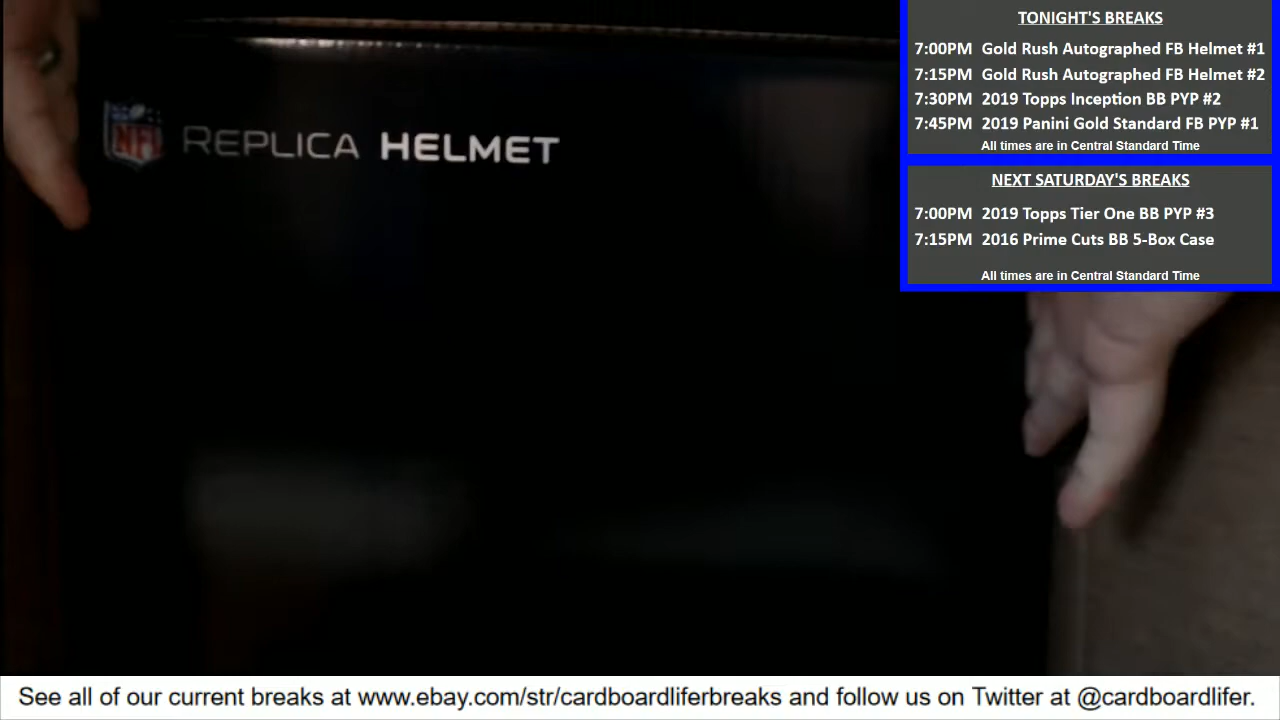 TONIGHT'S BREAKS
7:00PM Gold Rush Autographed FB Helmet #1
7:15PM Gold Rush Autographed FB Helmet #2
7:30PM 2019 Topps Inception BB PYP #2
7:45PM 2019 Panini Gold Standard FB PYP #1
All times are in Central Standard Time
NEXT SATURDAY'S BREAKS
7:00PM 2019 Topps Tier One BB PYP #3
7:15PM 2016 Prime Cuts BB 5-Box Case
All times are in Central Standard Time
NFL REPLICA HELMET
See all of our current breaks at www.ebay.com/str/cardboardliferbreaks and follow us on Twitter at @cardboardlifer.